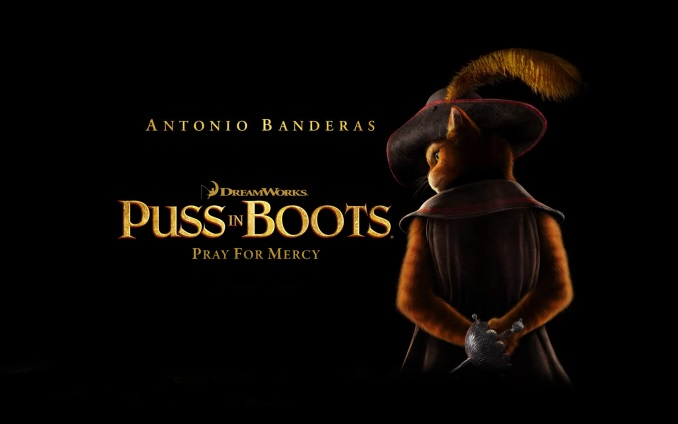 ANTONIO BANDERAS
DREAMWORKS
PUSS IN BOOTS
PRAY FOR MERCY